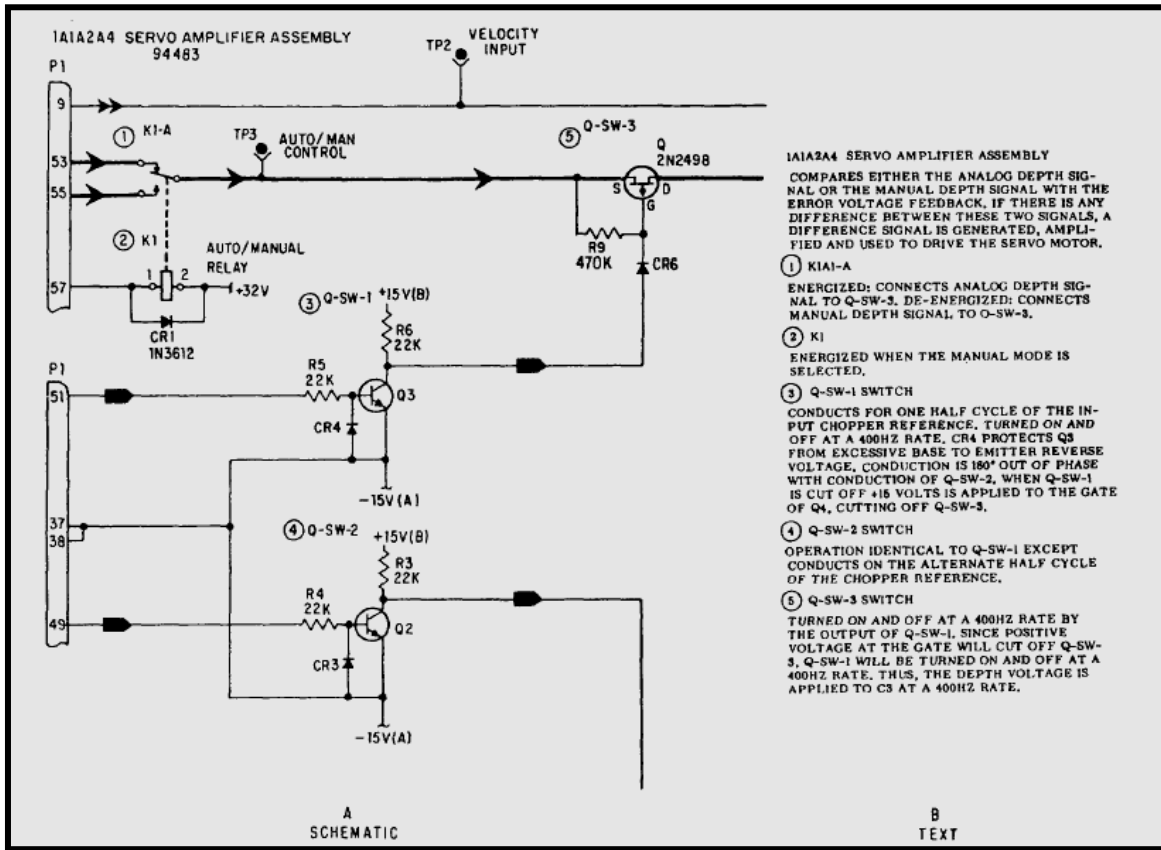 1A1A2A4 SERVO AMPLIFIER ASSEMBLY
94483
P1
9
TP2
VELOCITY
INPUT
1 K1-A
53
55
TP3
AUTO/MAN
CONTROL
5 Q-SW-3
Q
2N2498
S
D
G
R9
470K
CR6
2 K1
AUTO/MANUAL
RELAY
57
1
2
+32V
CR1
1N3612
3 Q-SW-1
+15V(B)
R6
22K
P1
51
R5
22K
Q3
CR4
-15V(A)
37
38
4 Q-SW-2
+15V(B)
R3
22K
49
R4
22K
Q2
CR3
-15V(A)
A
SCHEMATIC
1A1A2A4 SERVO AMPLIFIER ASSEMBLY
COMPARES EITHER THE ANALOG DEPTH SIG-
NAL OR THE MANUAL DEPTH SIGNAL WITH THE
ERROR VOLTAGE FEEDBACK. IF THERE IS ANY
DIFFERENCE BETWEEN THESE TWO SIGNALS, A
DIFFERENCE SIGNAL IS GENERATED, AMPLI-
FIED AND USED TO DRIVE THE SERVO MOTOR.
1 K1A1-A
ENERGIZED: CONNECTS ANALOG DEPTH SIG-
NAL TO Q-SW-3. DE-ENERGIZED: CONNECTS
MANUAL DEPTH SIGNAL TO O-SW-3.
2 K1
ENERGIZED WHEN THE MANUAL MODE IS
SELECTED.
3 Q-SW-1 SWITCH
CONDUCTS FOR ONE HALF CYCLE OF THE IN-
PUT CHOPPER REFERENCE. TURNED ON AND
OFF AT A 400HZ RATE. CR4 PROTECTS Q3
FROM EXCESSIVE BASE TO EMITTER REVERSE
VOLTAGE. CONDUCTION IS 180° OUT OF PHASE
WITH CONDUCTION OF Q-SW-2. WHEN Q-SW-1
IS CUT OFF +15 VOLTS IS APPLIED TO THE GATE
OF Q4, CUTTING OFF Q-SW-3.
4 Q-SW-2 SWITCH
OPERATION IDENTICAL TO Q-SW-1 EXCEPT
CONDUCTS ON THE ALTERNATE HALF CYCLE
OF THE CHOPPER REFERENCE.
5 Q-SW-3 SWITCH
TURNED ON AND OFF AT A 400HZ RATE BY
THE OUTPUT OF Q-SW-1. SINCE POSITIVE
VOLTAGE AT THE GATE WILL CUT OFF Q-SW-
3, Q-SW-1 WILL BE TURNED ON AND OFF AT A
400HZ RATE. THUS, THE DEPTH VOLTAGE IS
APPLIED TO C3 AT A 400HZ RATE.
B
TEXT